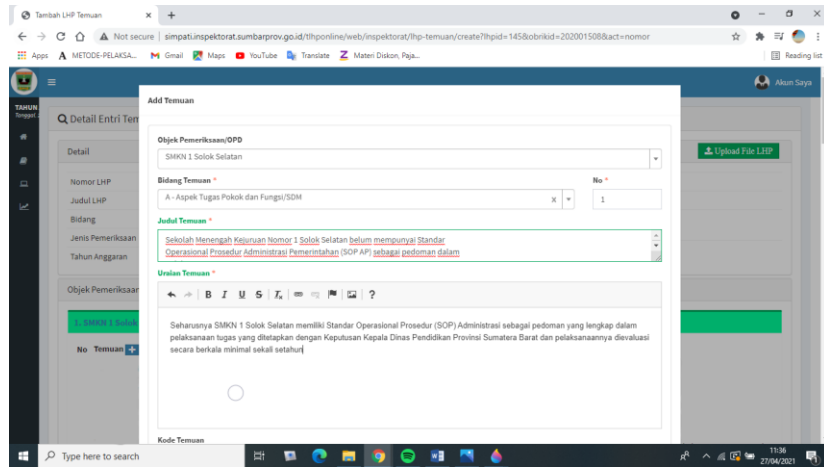 Tambah LHP Temuan
Not secure | simpati.inspektorat.sumbarprov.go.id/tlhponline/web/inspektorat/lhp-temuan/create?lhpid=145&obrikid=202001508&act=nomor
Apps METODE-PELAKSA... Gmail Maps YouTube Translate Materi Diskon, Paja... Reading list
Akun Saya
TAHUN
Add Temuan
Detail Entri Tem
Objek Pemeriksaan/OPD
SMKN 1 Solok Selatan
Detail
Upload File LHP
Bidang Temuan * No *
A - Aspek Tugas Pokok dan Fungsi/SDM x 1
Nomor LHP
Judul LHP
Bidang
Jenis Pemeriksaan
Tahun Anggaran
Judul Temuan *
Sekolah Menengah Kejuruan Nomor 1 Solok Selatan belum mempunyai Standar
Operasional Prosedur Administrasi Pemerintahan (SOP AP) sebagai pedoman dalam
Uraian Temuan *
Objek Pemeriksaan
B I U S Tx ?
1. SMKN 1 Solok
No Temuan +
Seharusnya SMKN 1 Solok Selatan memiliki Standar Operasional Prosedur (SOP) Administrasi sebagai pedoman yang lengkap dalam
pelaksanaan tugas yang ditetapkan dengan Keputusan Kepala Dinas Pendidikan Provinsi Sumatera Barat dan pelaksanaannya dievaluasi
secara berkala minimal sekali setahun
Kode Temuan
Type here to search
11:36
27/04/2021